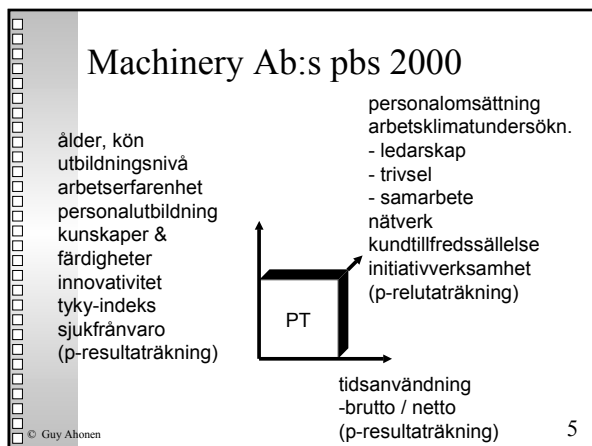 Machinery Ab:s pbs 2000
ålder, kön
utbildningsnivå
arbetserfarenhet
personalutbildning
kunskaper &
färdigheter
innovativitet
tyky-indeks
sjukfrånvaro
(p-resultaträkning)
personalomsättning
arbetsklimatundersökn.
- ledarskap
- trivsel
- samarbete
nätverk
kundtillfredssällelse
initiativverksamhet
(p-relutaträkning)
PT
tidsanvändning
-brutto / netto
(p-resultaträkning)
© Guy Ahonen
5